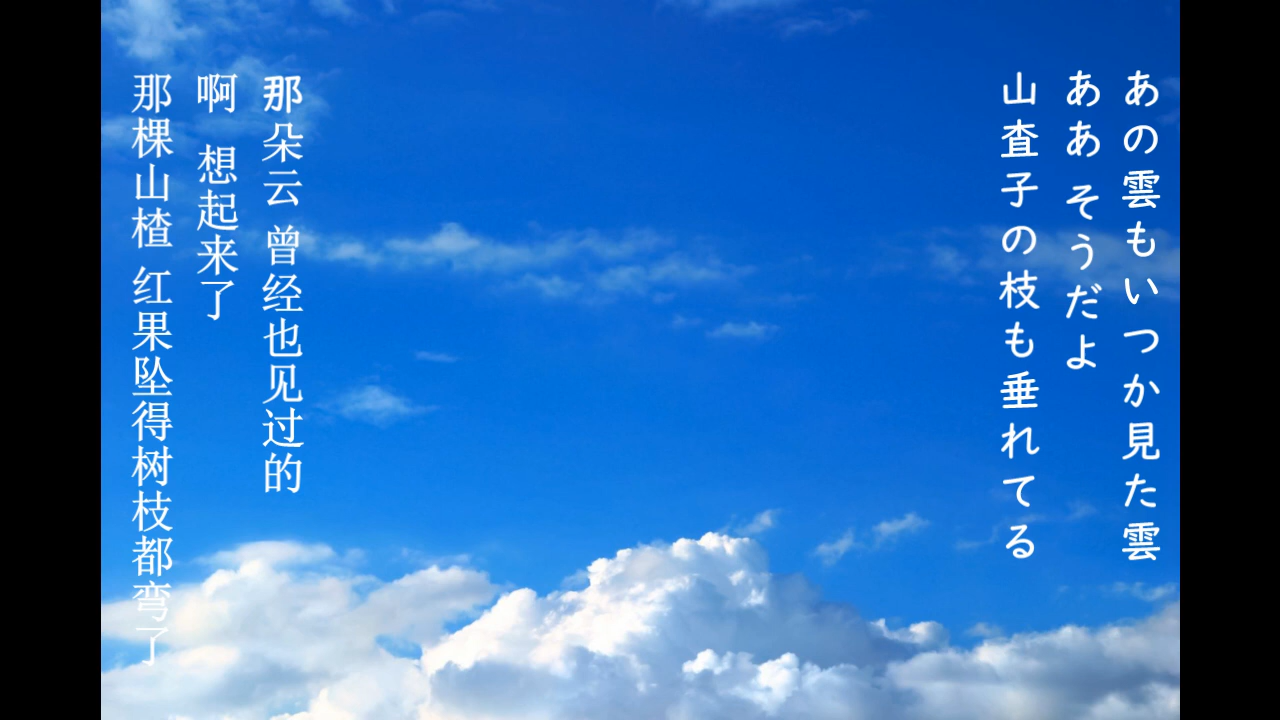 あの雲もいつか見た雲
ああ そうだよ
山査子の枝も垂れてる
那朵云 曾经也见过的
啊 想起来了
那棵山楂 红果坠得树枝都弯了